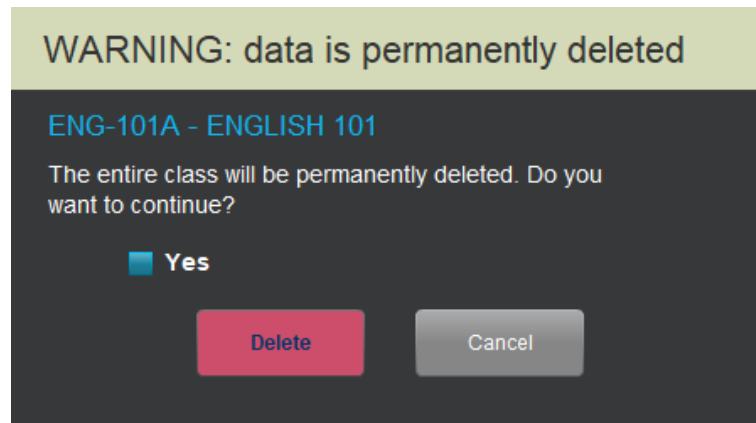 WARNING: data is permanently deleted
ENG-101A - ENGLISH 101
The entire class will be permanently deleted. Do you
want to continue?
Yes
Delete
Cancel